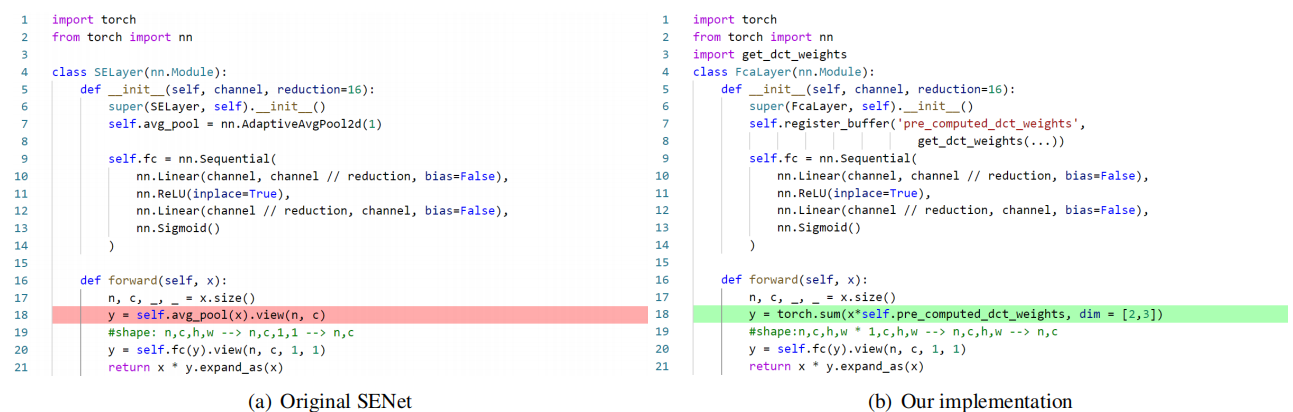 1 import torch
2 from torch import nn
3
4 class SELayer(nn.Module):
5 def __init__(self, channel, reduction=16):
6 super(SELayer, self).__init__()
7 self.avg_pool = nn.AdaptiveAvgPool2d(1)
8
9 self.fc = nn.Sequential(
10 nn.Linear(channel, channel // reduction, bias=False),
11 nn.ReLU(inplace=True),
12 nn.Linear(channel // reduction, channel, bias=False),
13 nn.Sigmoid()
14 )
15
16 def forward(self, x):
17 n, c, _, _ = x.size()
18 y = self.avg_pool(x).view(n, c)
19 #shape: n,c,h,w --> n,c,1,1 --> n,c
20 y = self.fc(y).view(n, c, 1, 1)
21 return x * y.expand_as(x)
(a) Original SENet
1 import torch
2 from torch import nn
3 import get_dct_weights
4 class FcaLayer(nn.Module):
5 def __init__(self, channel, reduction=16):
6 super(FcaLayer, self).__init__()
7 self.register_buffer('pre_computed_dct_weights',
8 get_dct_weights(...))
9 self.fc = nn.Sequential(
10 nn.Linear(channel, channel // reduction, bias=False),
11 nn.ReLU(inplace=True),
12 nn.Linear(channel // reduction, channel, bias=False),
13 nn.Sigmoid()
14 )
15
16 def forward(self, x):
17 n, c, _, _ = x.size()
18 y = torch.sum(x*self.pre_computed_dct_weights, dim = [2,3])
19 #shape:n,c,h,w * 1,c,h,w --> n,c,h,w --> n,c
20 y = self.fc(y).view(n, c, 1, 1)
21 return x * y.expand_as(x)
(b) Our implementation